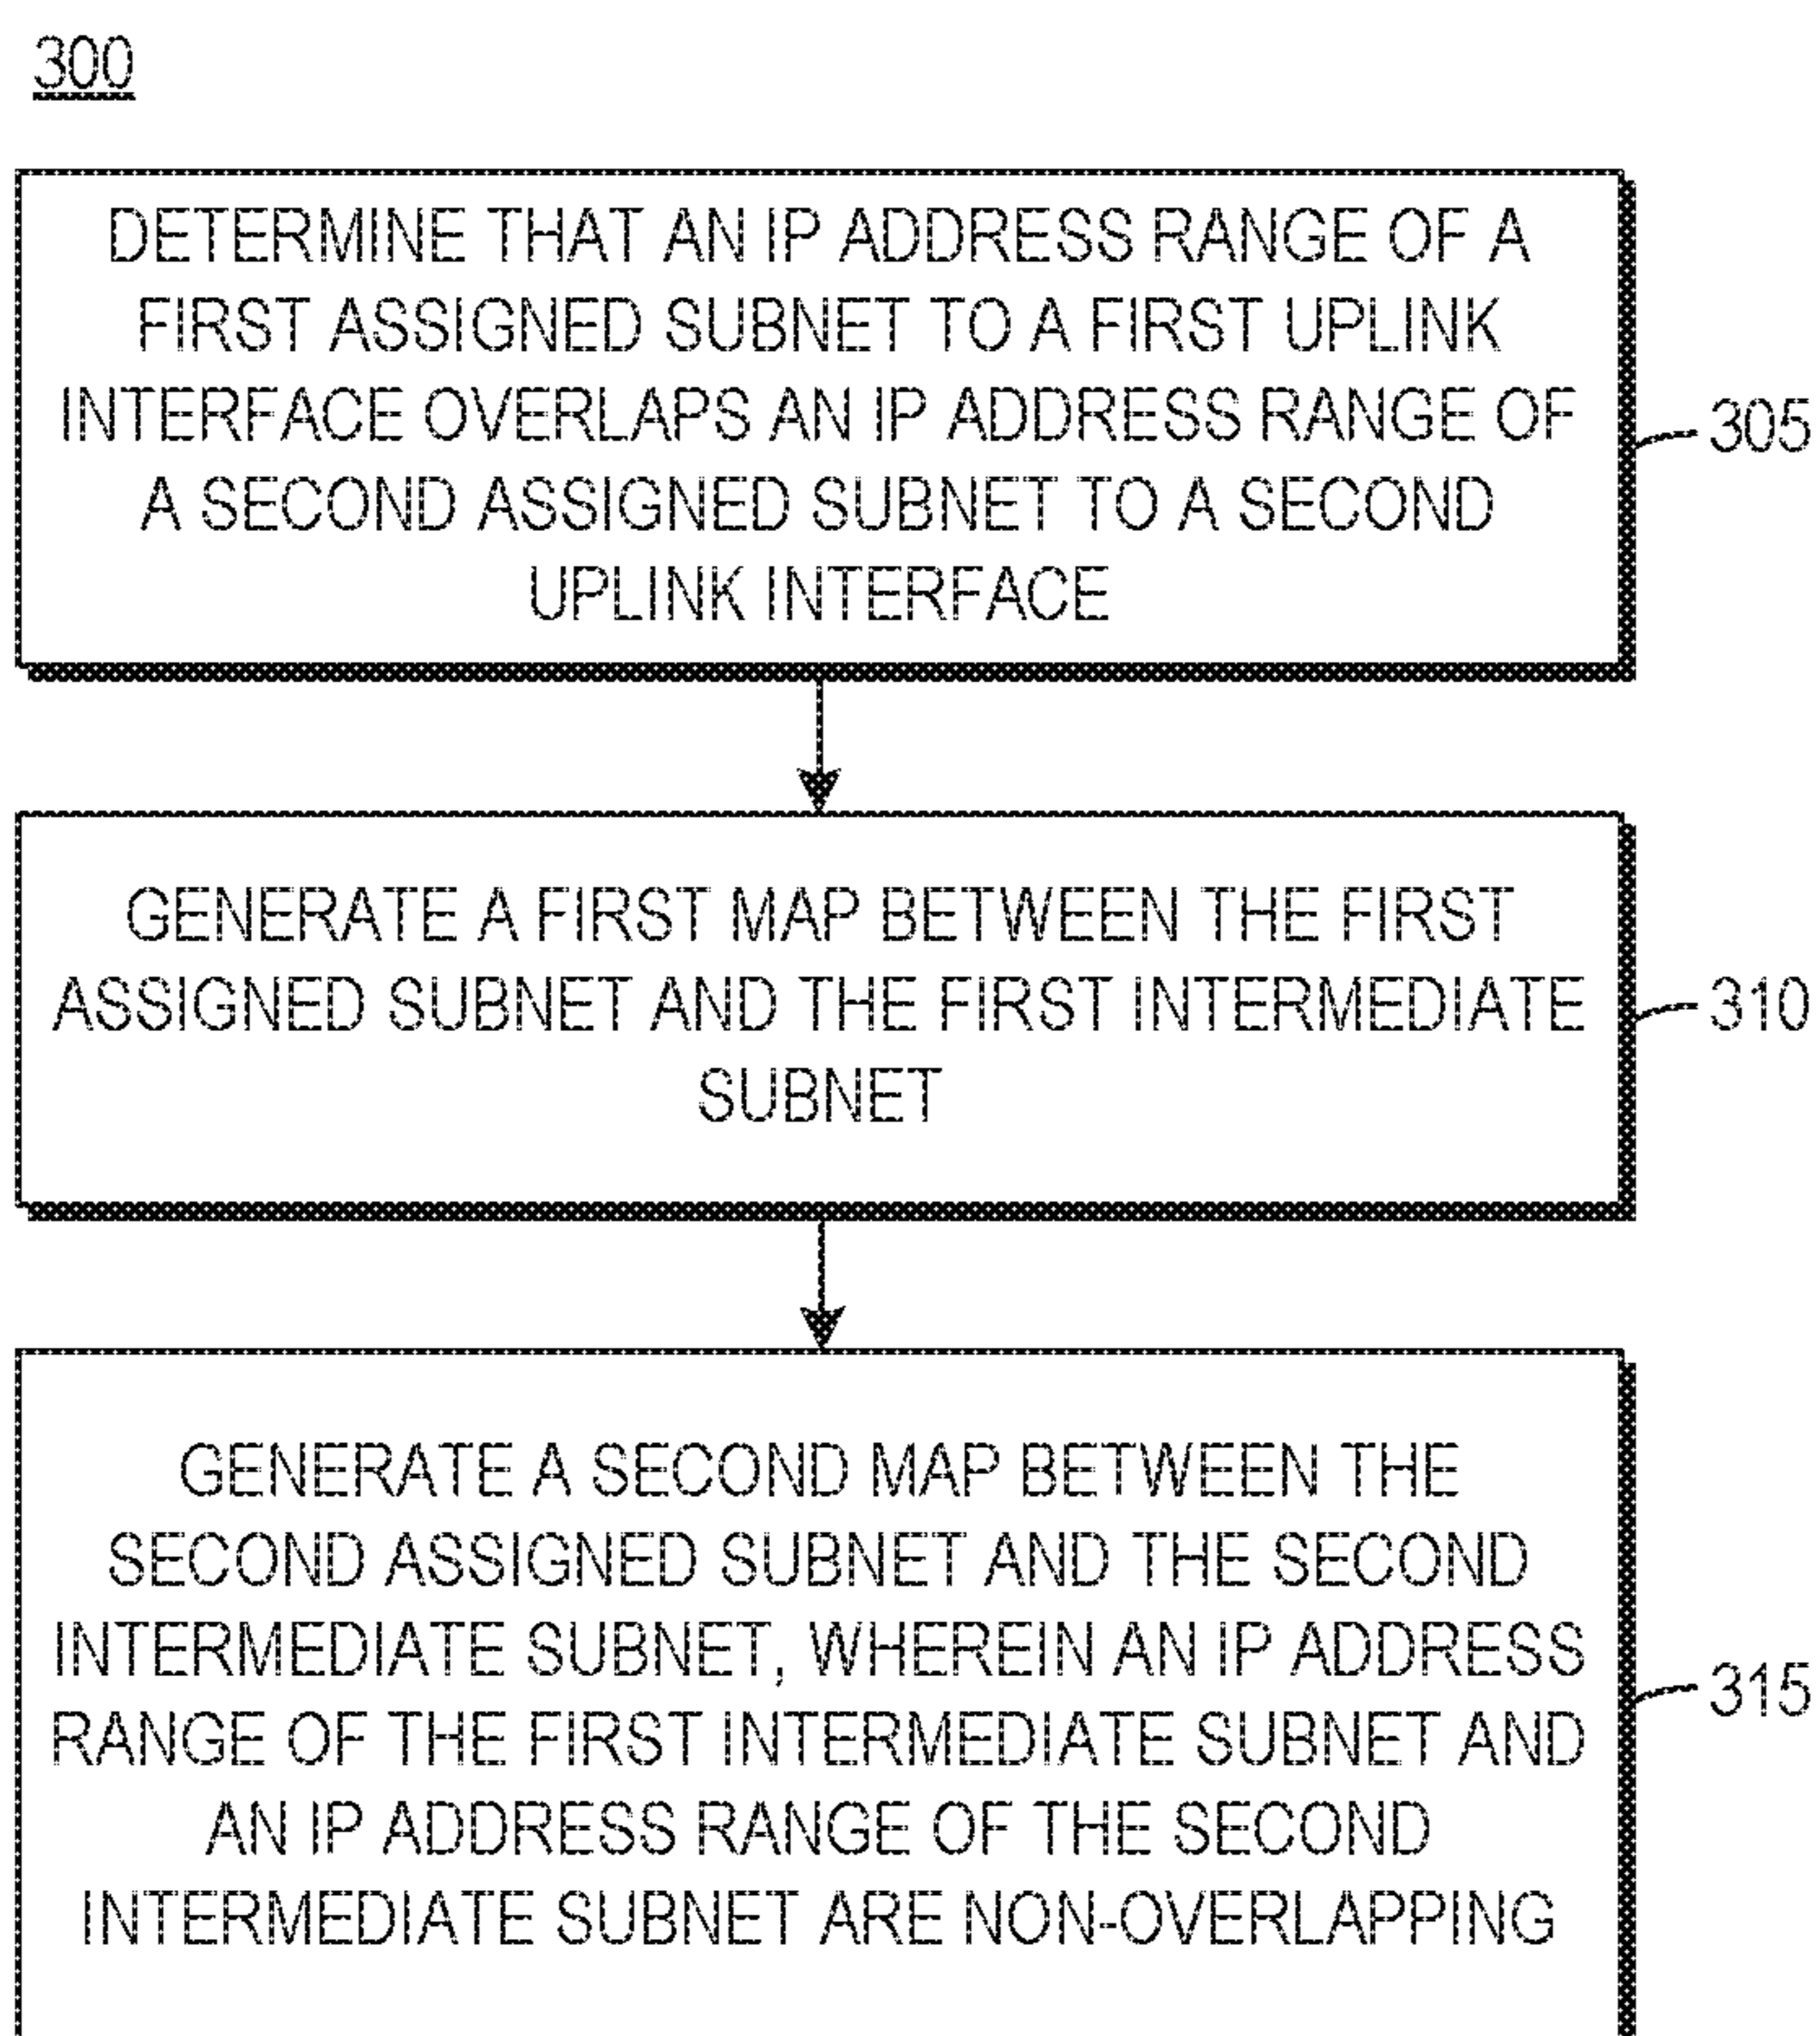 300
DETERMINE THAT AN IP ADDRESS RANGE OF A
FIRST ASSIGNED SUBNET TO A FIRST UPLINK
INTERFACE OVERLAPS AN IP ADDRESS RANGE OF
A SECOND ASSIGNED SUBNET TO A SECOND
UPLINK INTERFACE
305
GENERATE A FIRST MAP BETWEEN THE FIRST
ASSIGNED SUBNET AND THE FIRST INTERMEDIATE
SUBNET
310
GENERATE A SECOND MAP BETWEEN THE
SECOND ASSIGNED SUBNET AND THE SECOND
INTERMEDIATE SUBNET, WHEREIN AN IP ADDRESS
RANGE OF THE FIRST INTERMEDIATE SUBNET AND
AN IP ADDRESS RANGE OF THE SECOND
INTERMEDIATE SUBNET ARE NON-OVERLAPPING
315